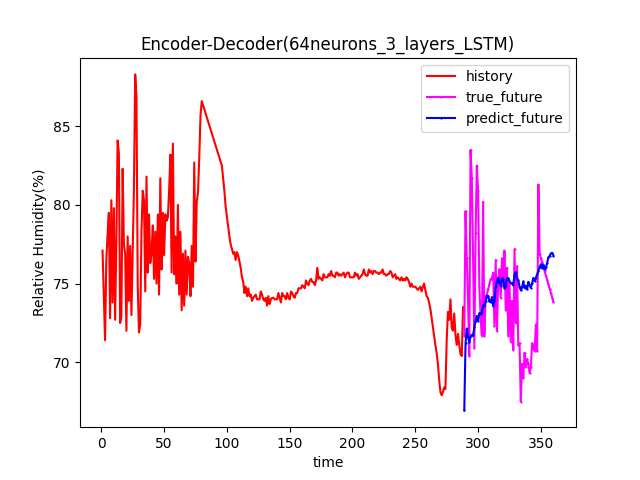 Encoder-Decoder(64neurons_3_layers_LSTM)
history
true_future
predict_future
Relative Humidity(%)
85
80
75
70
0 50 100 150 200 250 300 350
time